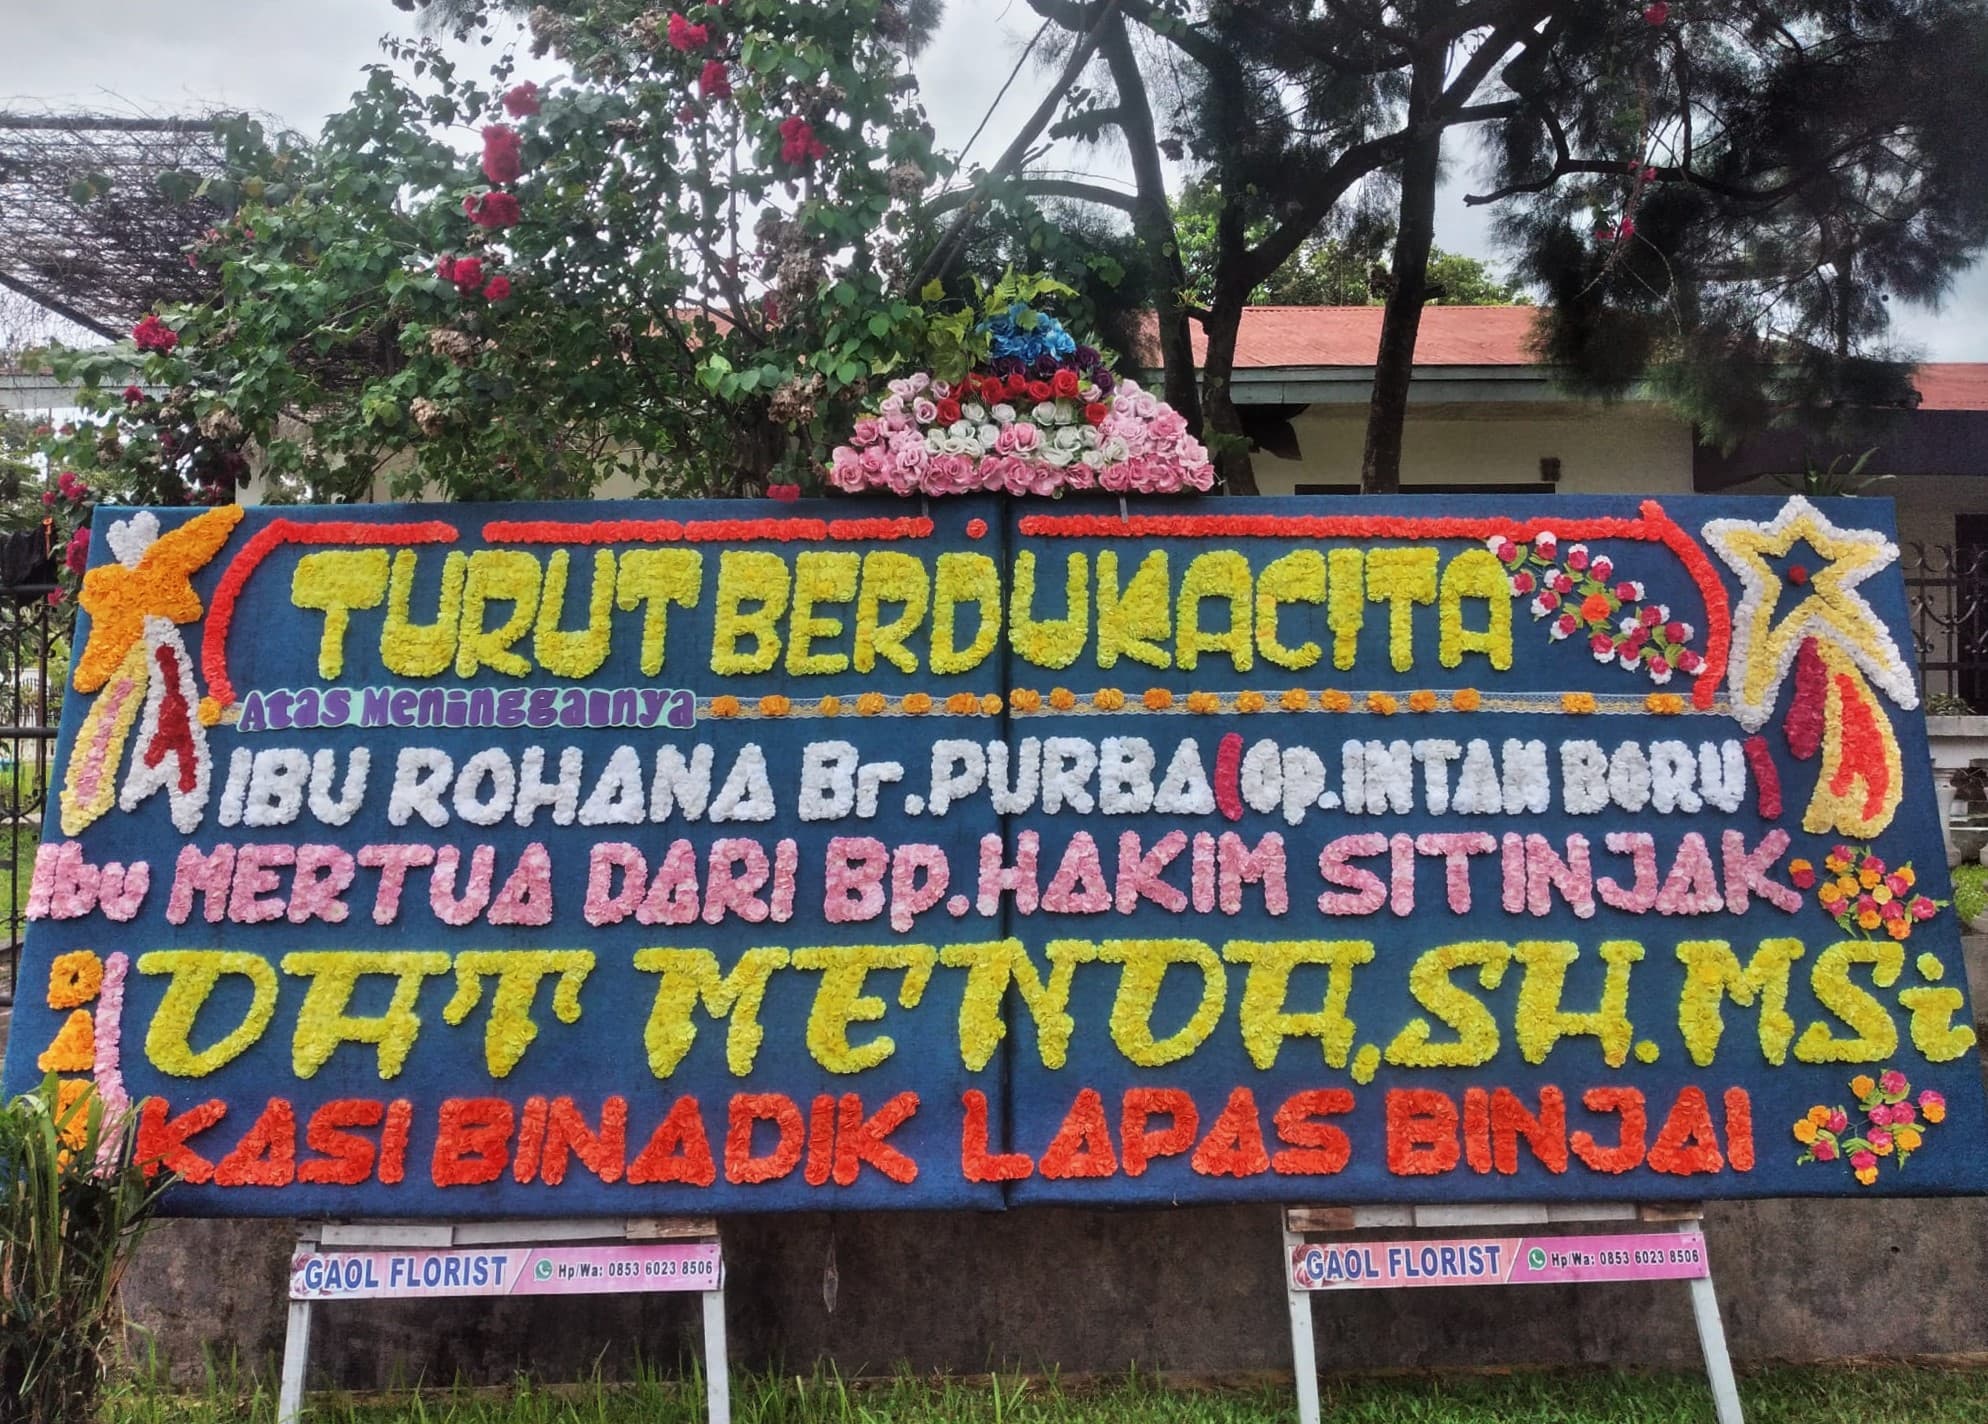 TURUT BERDUKACITA
Atas Meninggalnya
IBU ROHANA Br.PURBA (Op.INTAN BORU)
Ibu MERTUA DARI Bp.HAKIM SITINJAK
DARI OAT MENDA,SH.MSi
KASI BINADIK LAPAS BINJAI
GAOL FLORIST Hp/Wa: 0853 6023 8506
GAOL FLORIST Hp/Wa: 0853 6023 8506